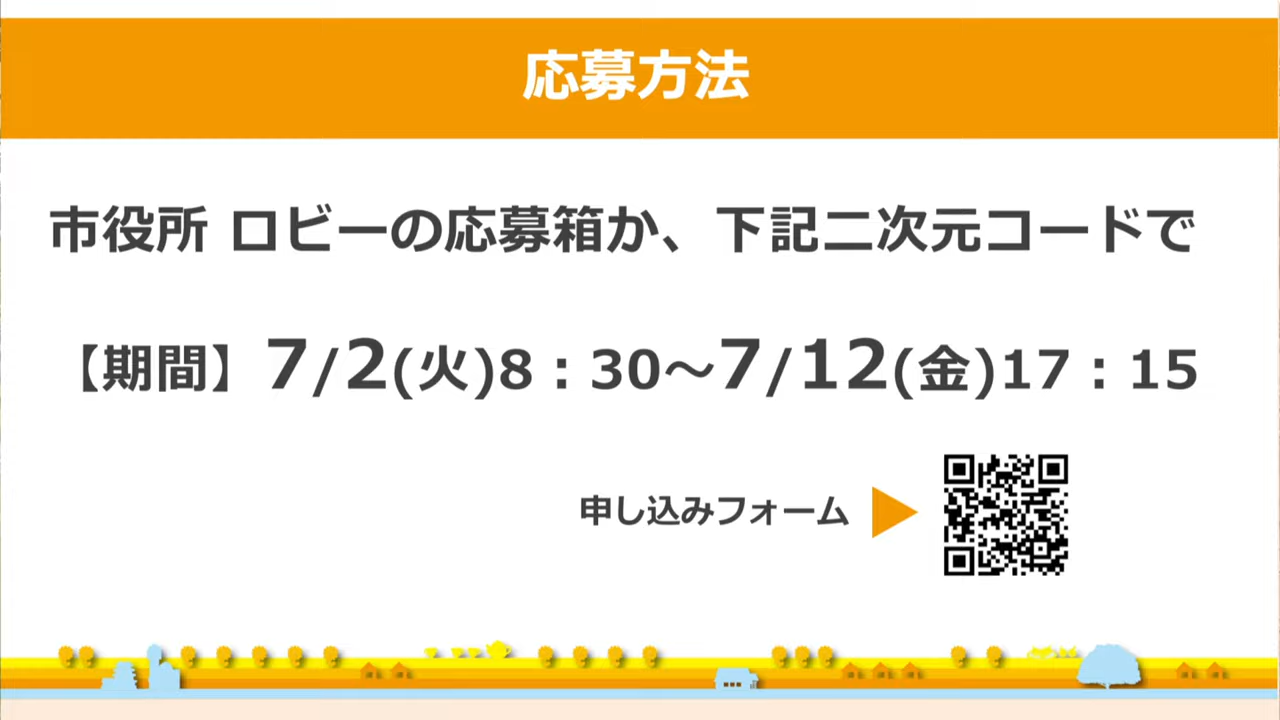 応募方法
市役所 ロビーの応募箱か、下記二次元コードで
【期間】7/2(火)8：30～7/12(金)17：15
申し込みフォーム